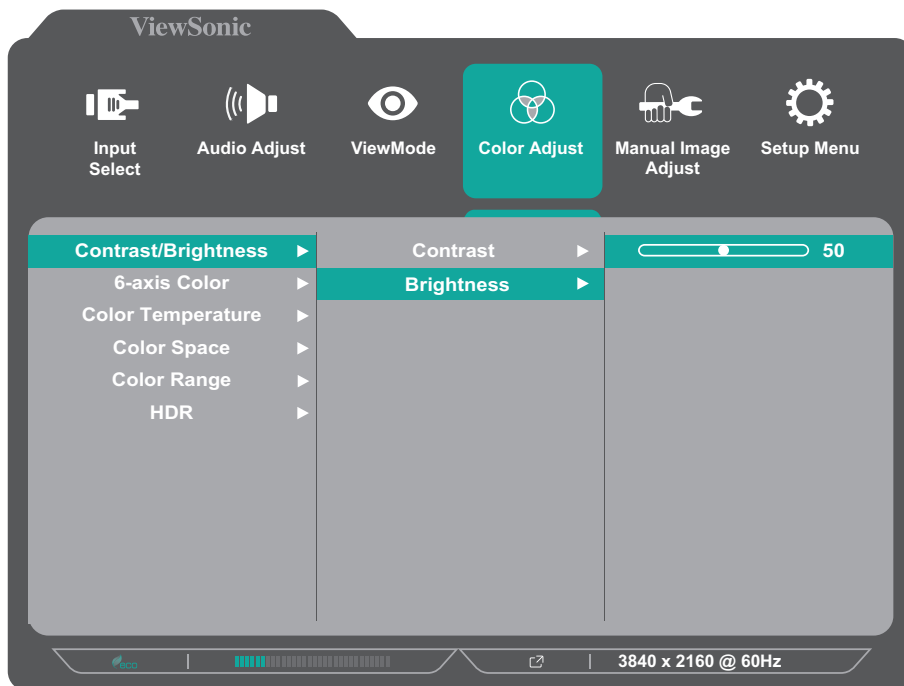 ViewSonic
Input
Select
Audio Adjust
ViewMode
Color Adjust
Manual Image
Adjust
Setup Menu
Contrast/Brightness
6-axis Color
Color Temperature
Color Space
Color Range
HDR
Contrast
Brightness
50
eco
3840 x 2160 @ 60Hz